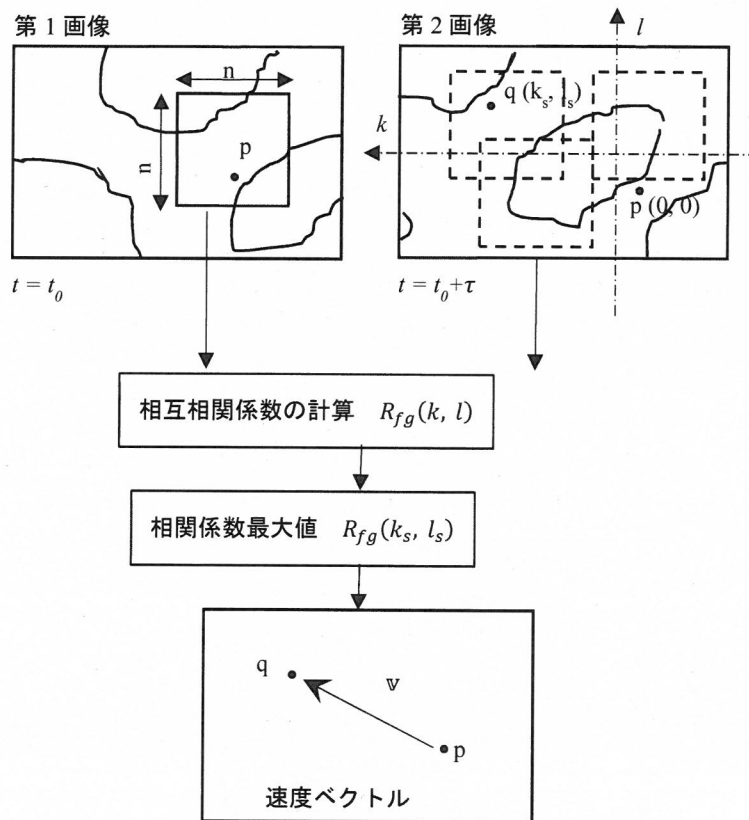 第1画像
n
n
p
t = t₀
第2画像
l
k
q (kₛ, lₛ)
p (0, 0)
t = t₀+τ
相互相関係数の計算 R_fg(k, l)
相関係数最大値 R_fg(kₛ, lₛ)
q
𝕧
p
速度ベクトル